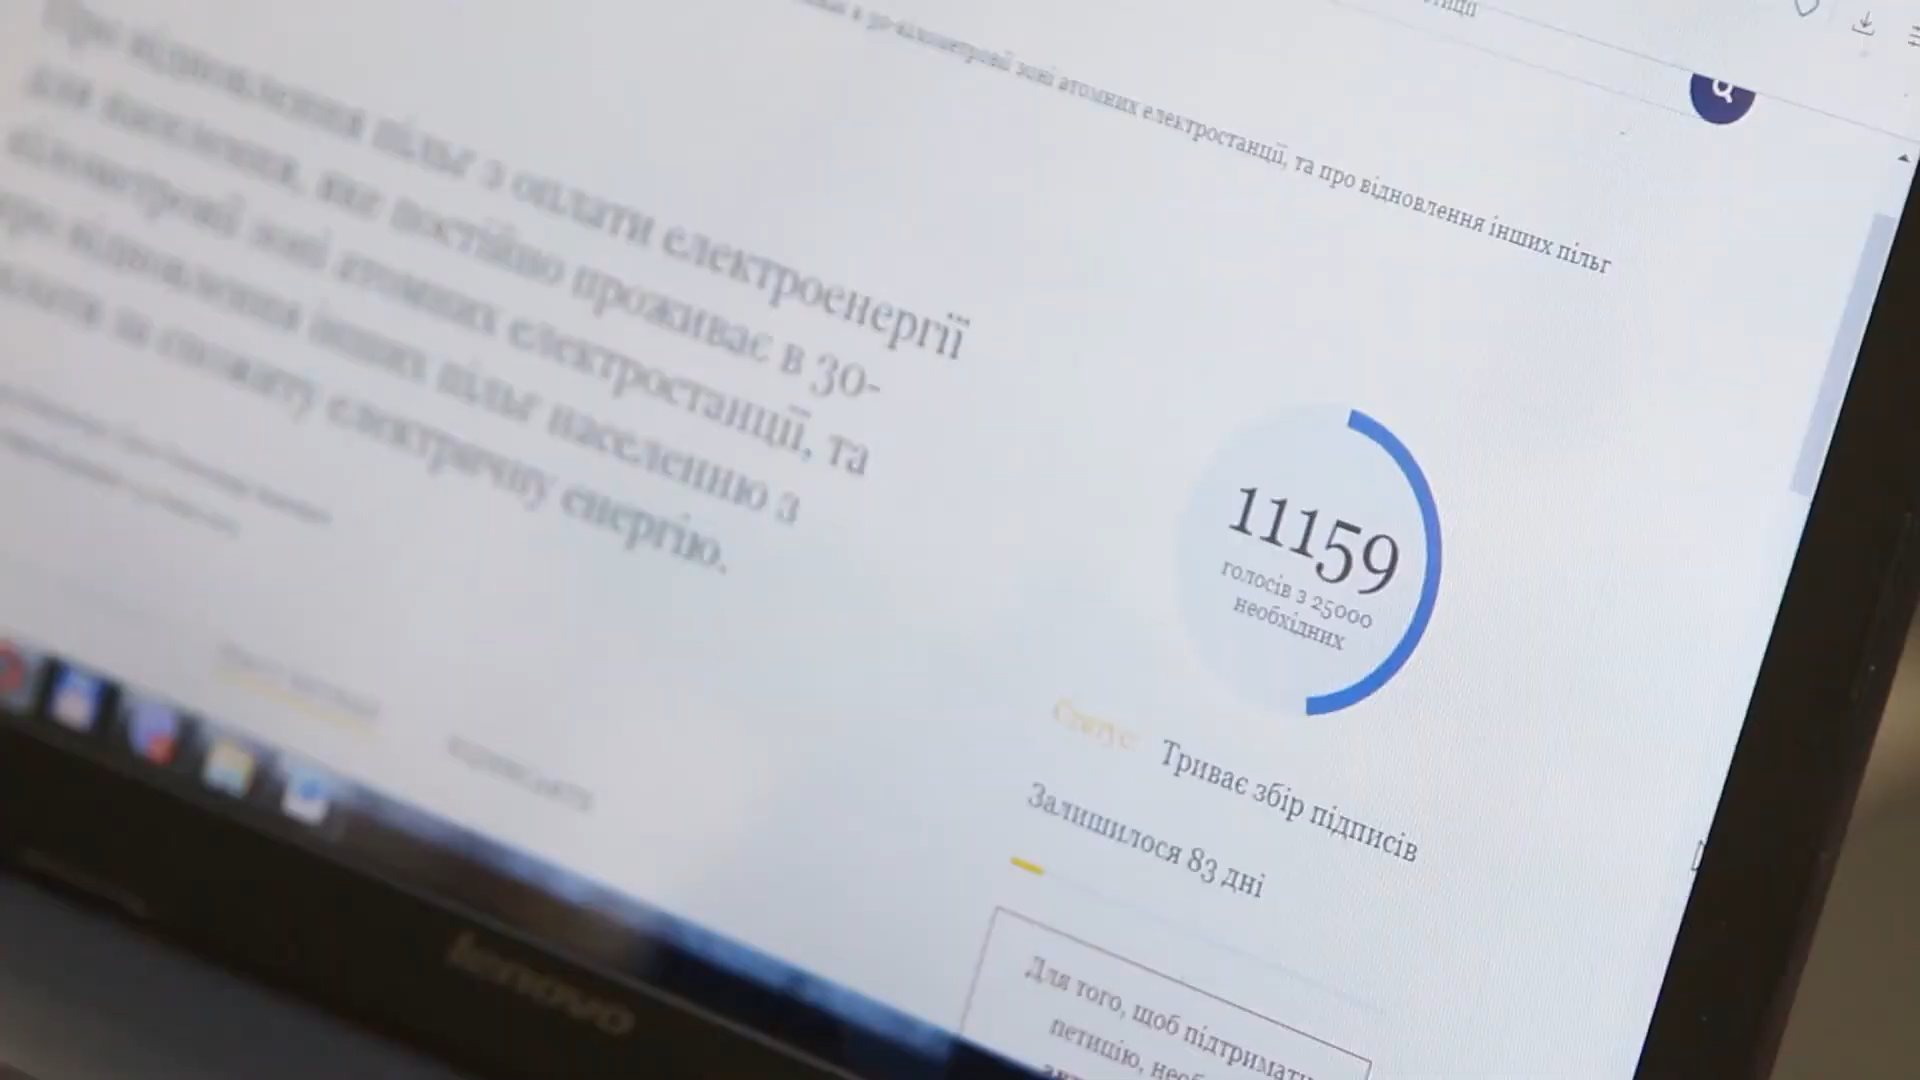 в 30-кілометровій зоні атомних електростанції, та про відновлення інших пільг
Про відновлення пільг з оплати електроенергії
для населення, яке постійно проживає в 30-
кілометровій зоні атомних електростанції, та
про відновлення інших пільг населенню з
оплати за спожиту електричну енергію.
11159
голосів з 25000
необхідних
Статус: Триває збір підписів
Залишилося 83 дні
Для того, щоб підтримати
петицію,
lenovo